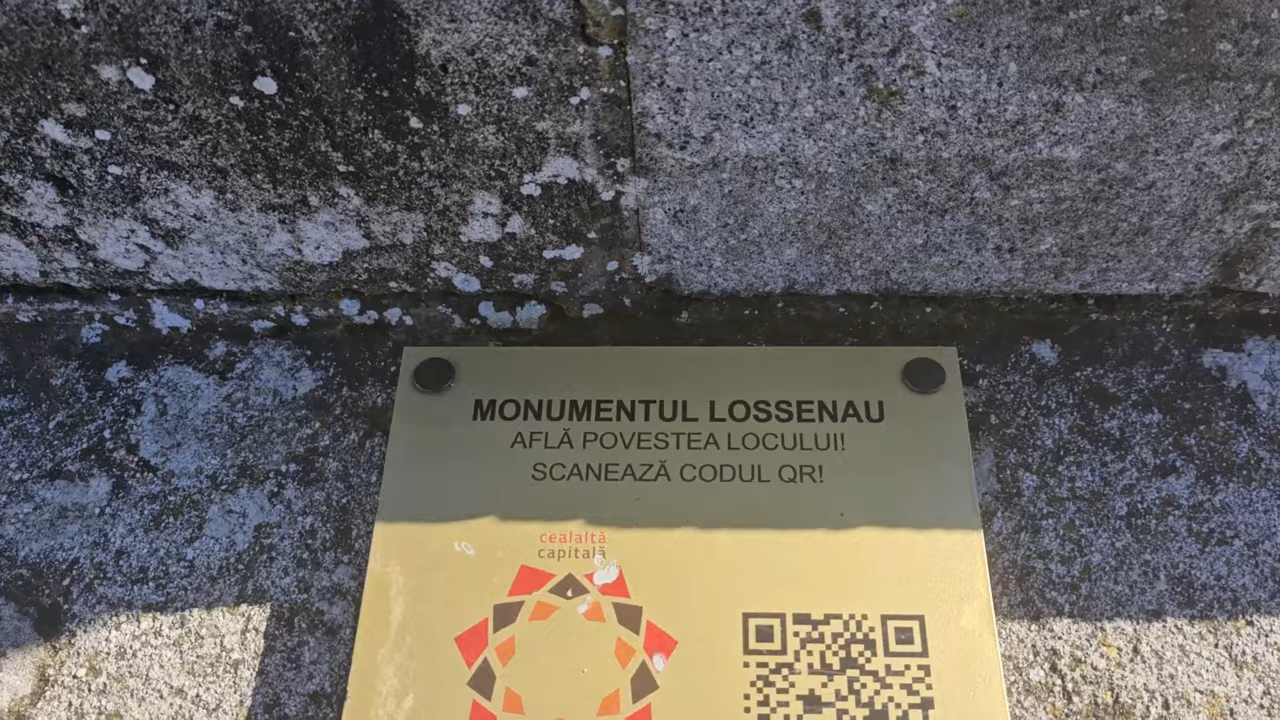 MONUMENTUL LOSSENAU
AFLĂ POVESTEA LOCULUI!
SCANEAZĂ CODUL QR!
cealaltă
capitală